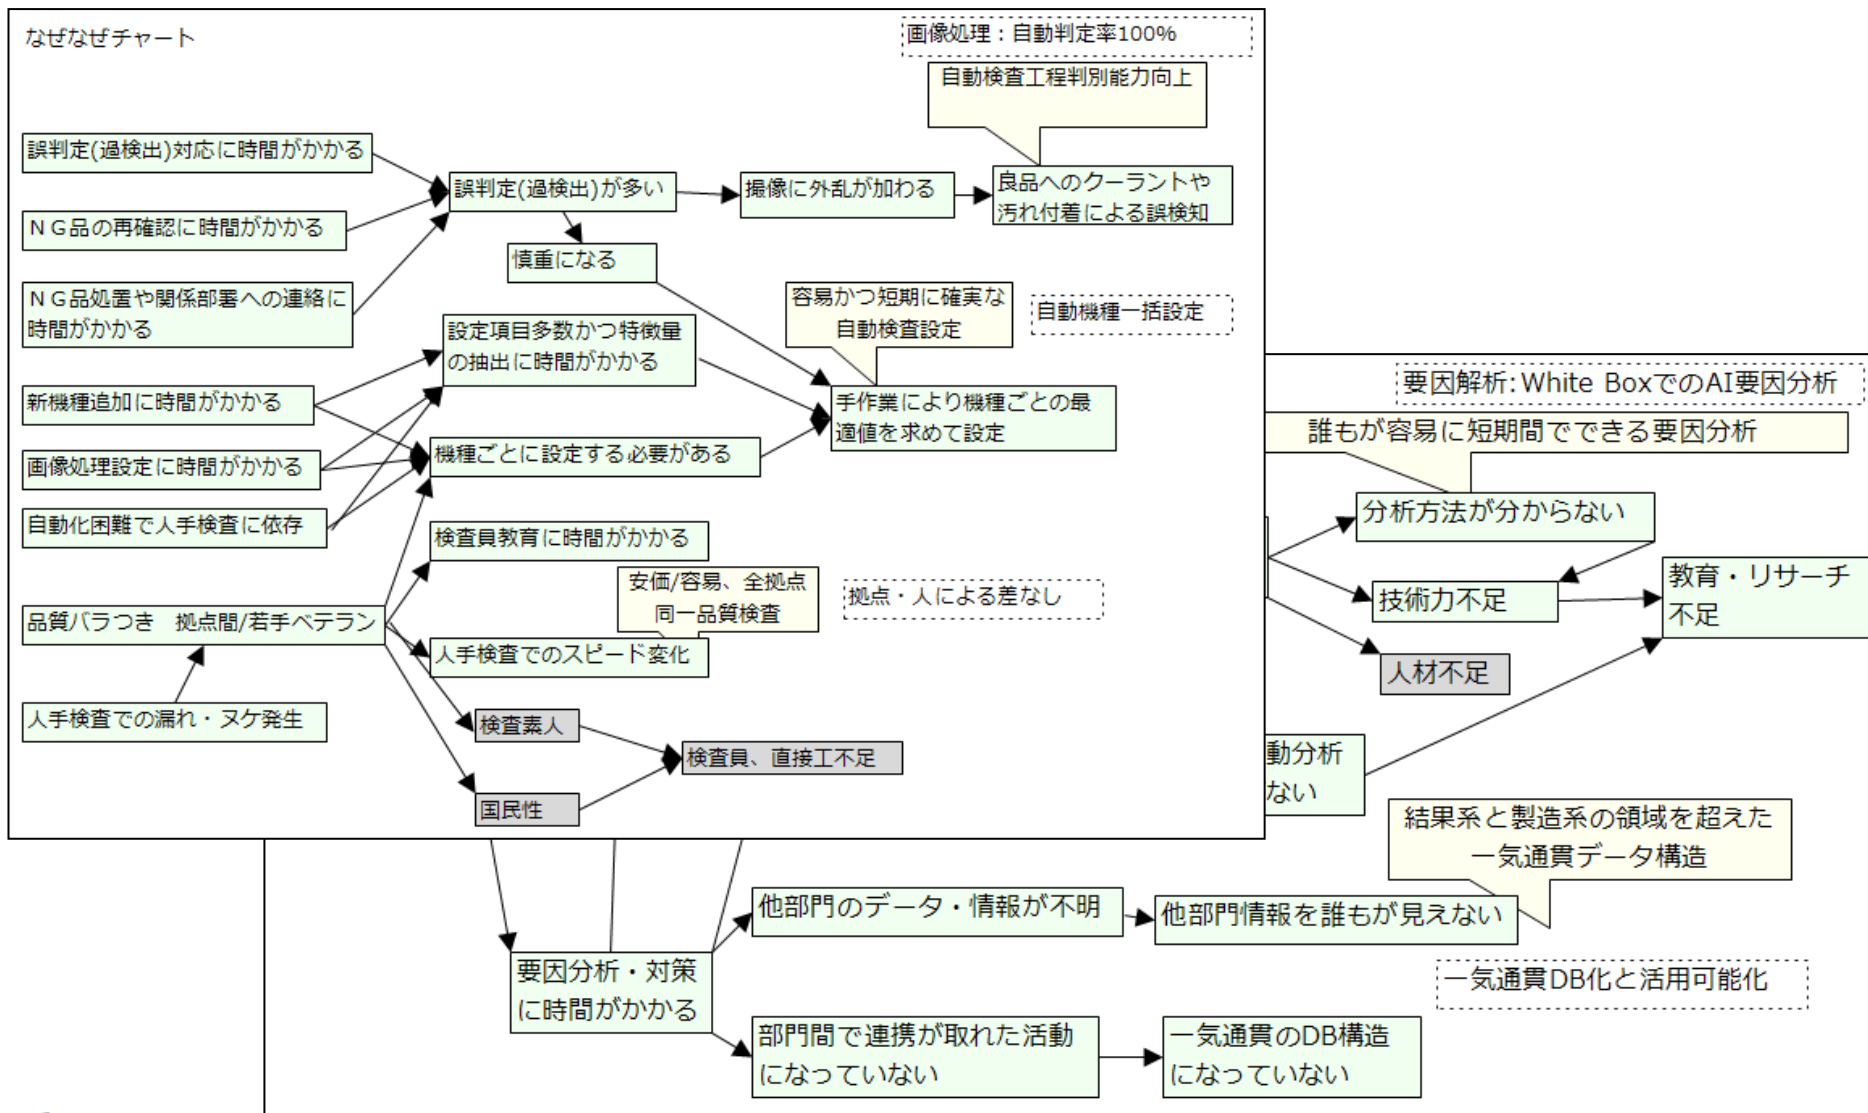 なぜなぜチャート
画像処理：自動判定率100%
自動検査工程判別能力向上
誤判定(過検出)対応に時間がかかる
誤判定(過検出)が多い
撮像に外乱が加わる
良品へのクーラントや
汚れ付着による誤検知
ＮＧ品の再確認に時間がかかる
慎重になる
ＮＧ品処置や関係部署への連絡に
時間がかかる
容易かつ短期に確実な
自動検査設定
自動機種一括設定
設定項目多数かつ特徴量
の抽出に時間がかかる
新機種追加に時間がかかる
手作業により機種ごとの最
適値を求めて設定
画像処理設定に時間がかかる
機種ごとに設定する必要がある
自動化困難で人手検査に依存
検査員教育に時間がかかる
安価/容易、全拠点
同一品質検査
拠点・人による差なし
品質バラつき　拠点間/若手ベテラン
人手検査でのスピード変化
人手検査での漏れ・ヌケ発生
検査素人
検査員、直接工不足
国民性
要因解析: White BoxでのAI要因分析
誰もが容易に短期間でできる要因分析
分析方法が分からない
技術力不足
教育・リサーチ
不足
人材不足
動分析
ない
結果系と製造系の領域を超えた
一気通貫データ構造
他部門のデータ・情報が不明
他部門情報を誰もが見えない
要因分析・対策
に時間がかかる
一気通貫DB化と活用可能化
部門間で連携が取れた活動
になっていない
一気通貫のDB構造
になっていない